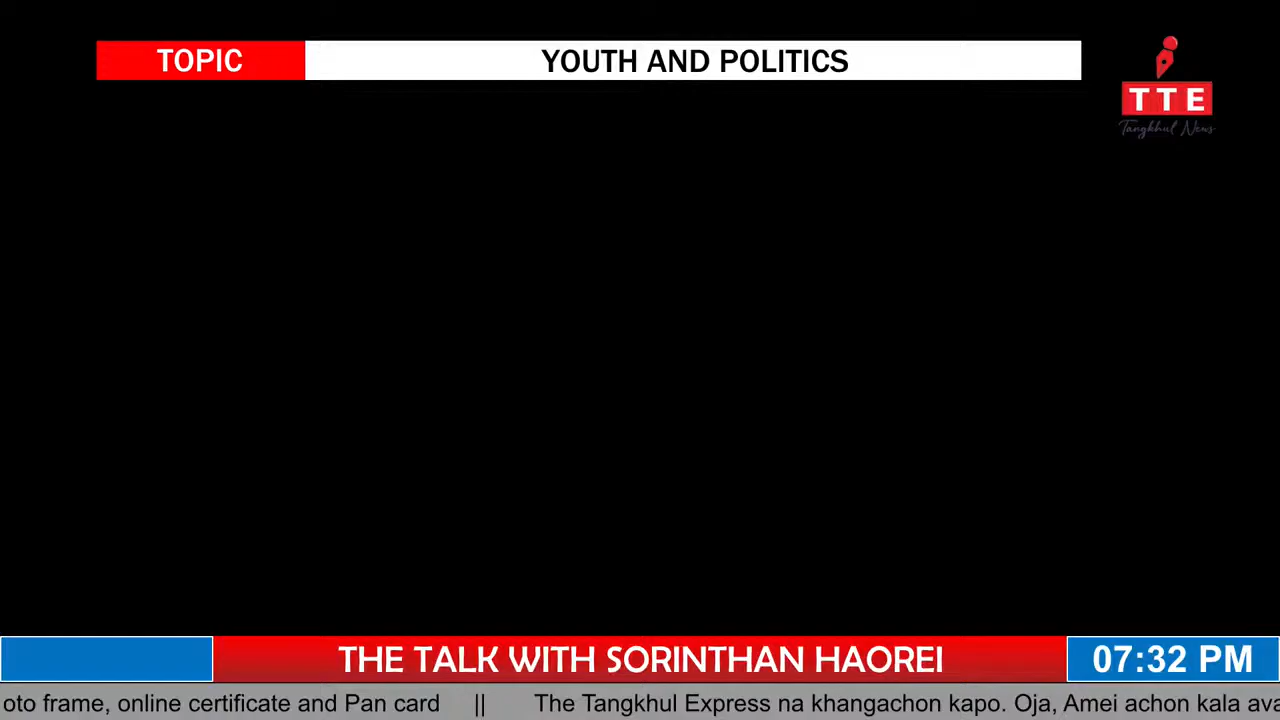 TOPIC
YOUTH AND POLITICS
TTE
Tangkhul News
THE TALK WITH SORINTHAN HAOREI
07:32 PM
oto frame, online certificate and Pan card || The Tangkhul Express na khangachon kapo. Oja, Amei achon kala ava